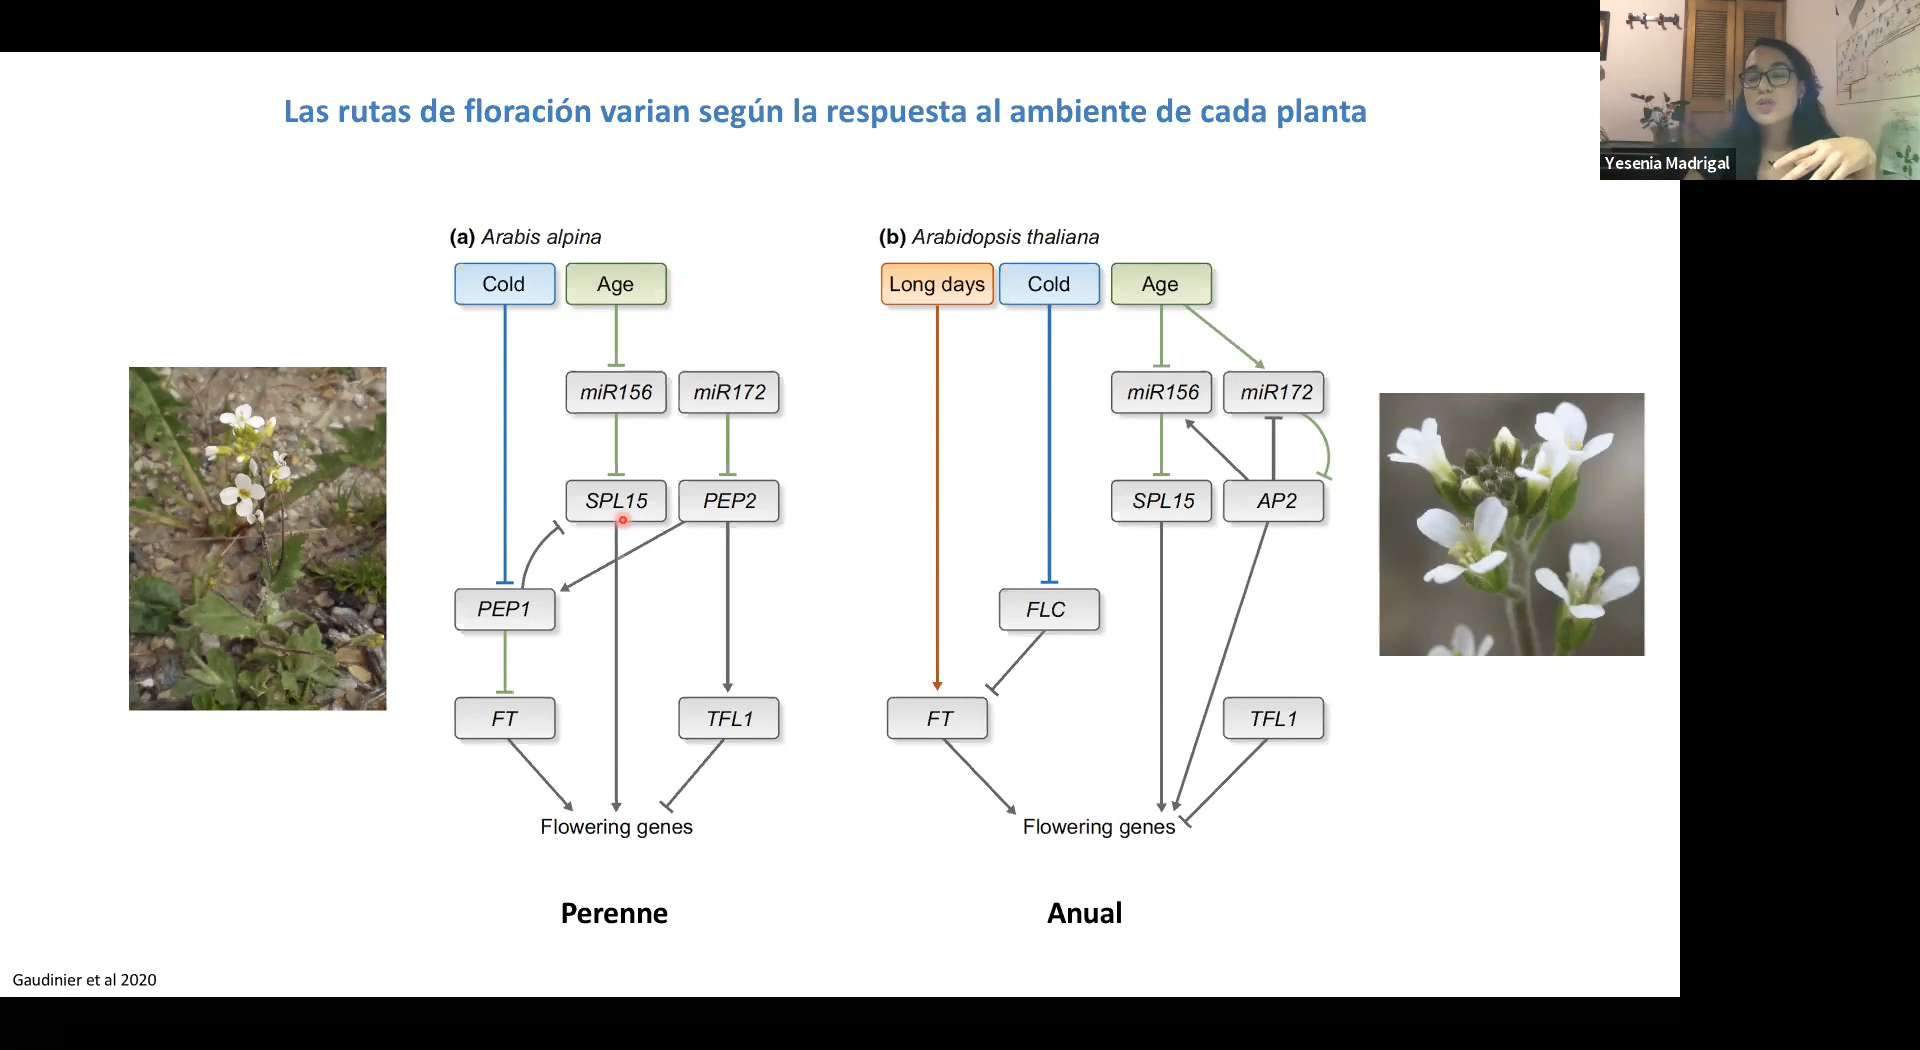 Las rutas de floración varian según la respuesta al ambiente de cada planta
Yesenia Madrigal
(a) Arabis alpina
Cold
Age
miR156
miR172
SPL15
PEP2
PEP1
FT
TFL1
Flowering genes
Perenne
(b) Arabidopsis thaliana
Long days
Cold
Age
miR156
miR172
SPL15
AP2
FLC
FT
TFL1
Flowering genes
Anual
Gaudinier et al 2020